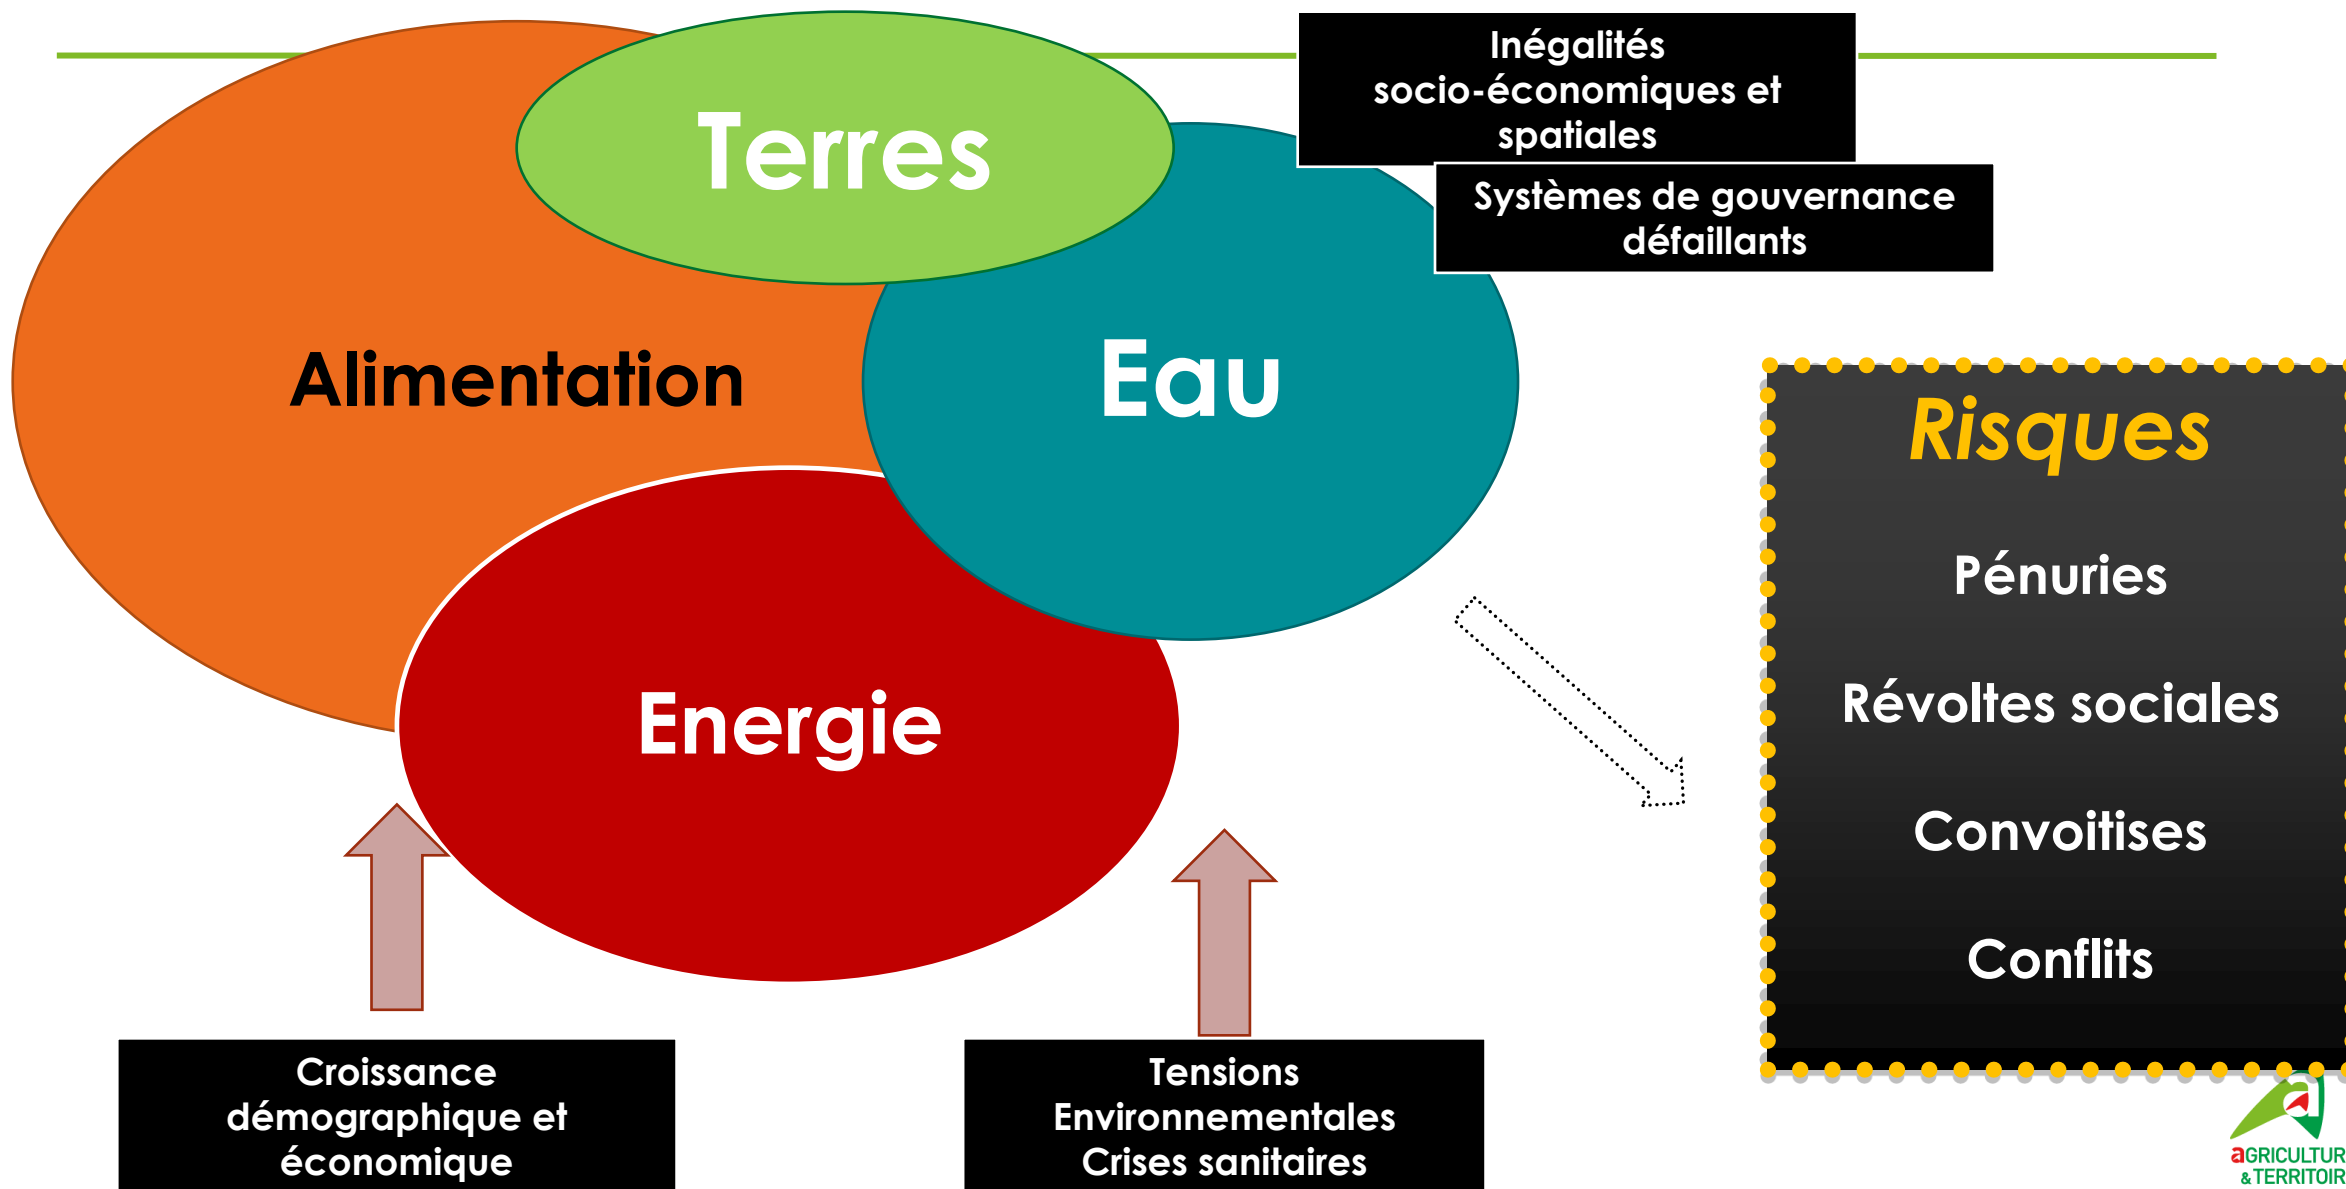 Inégalités
socio-économiques et
spatiales
Systèmes de gouvernance
défaillants
Terres
Alimentation
Eau
Energie
Risques
Pénuries
Révoltes sociales
Convoitises
Conflits
Croissance
démographique et
économique
Tensions
Environnementales
Crises sanitaires
a
aGRICULTUR
& TERRITOIR